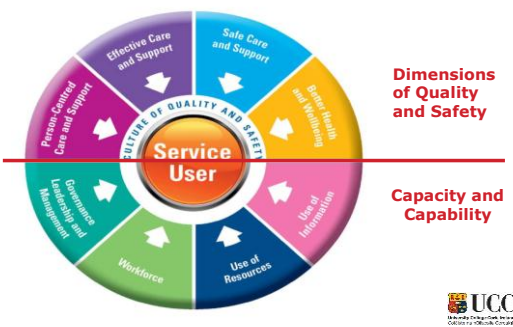 Effective Care
and Support
Safe Care
and Support
Person-Centred
Care and Support
Better Health
and Wellbeing
CULTURE OF QUALITY AND SAFETY
Service
User
Governance
Leadership and
Management
Use of
Information
Workforce
Use of
Resources
Dimensions
of Quality
and Safety
Capacity and
Capability
UCC